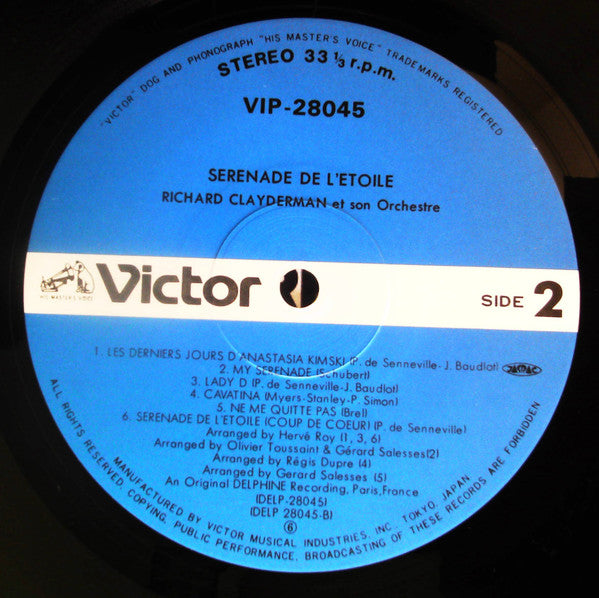 "VICTOR" DOG AND PHONOGRAPH "HIS MASTER'S VOICE" TRADEMARKS REGISTERED
STEREO 33 1/3 r.p.m.
VIP-28045
SERENADE DE L'ETOILE
RICHARD CLAYDERMAN et son Orchestre
HIS MASTER'S VOICE
Victor
SIDE 2
1. LES DERNIERS JOURS D'ANASTASIA KIMSKI (P. de Senneville-J. Baudlot)
2. MY SERENADE (Schubert)
3. LADY D (P. de Senneville-J. Baudlot)
4. CAVATINA (Myers-Stanley-P. Simon)
5. NE ME QUITTE PAS (Brel)
6. SERENADE DE L'ETOILE (COUP DE COEUR) (P. de Senneville)
Arranged by Hervé Roy (1, 3, 6)
Arranged by Olivier Toussaint & Gérard Salesses(2)
Arranged by Régis Dupre (4)
Arranged by Gerard Salesses (5)
An Original DELPHINE Recording, Paris,France
(DELP-28045)
(DELP 28045-B)
⑥
MANUFACTURED BY VICTOR MUSICAL INDUSTRIES, INC. TOKYO, JAPAN
ALL RIGHTS RESERVED. COPYING, PUBLIC PERFORMANCE, BROADCASTING OF THESE RECORDS ARE FORBIDDEN